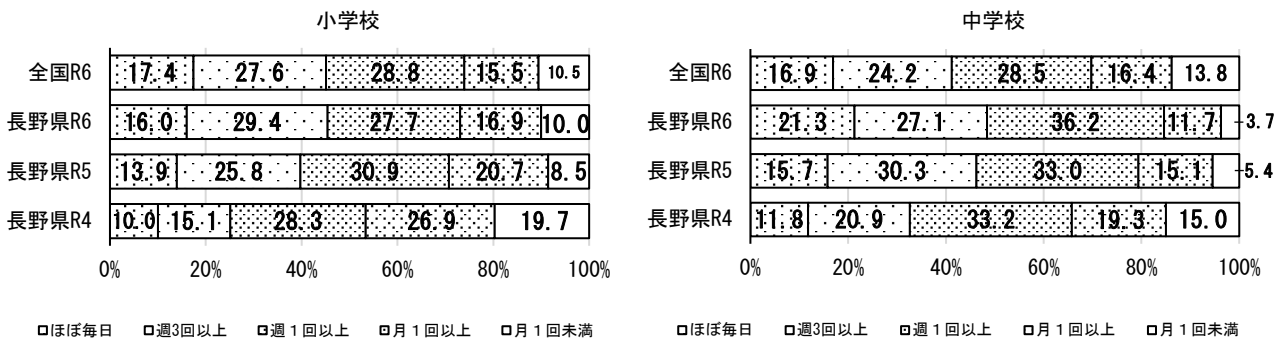 小学校
全国R6 17.4 27.6 28.8 15.5 10.5
長野県R6 16.0 29.4 27.7 16.9 10.0
長野県R5 13.9 25.8 30.9 20.7 8.5
長野県R4 10.0 15.1 28.3 26.9 19.7
0% 20% 40% 60% 80% 100%
ほぼ毎日 週3回以上 週１回以上 月１回以上 月１回未満
中学校
全国R6 16.9 24.2 28.5 16.4 13.8
長野県R6 21.3 27.1 36.2 11.7 3.7
長野県R5 15.7 30.3 33.0 15.1 5.4
長野県R4 11.8 20.9 33.2 19.3 15.0
0% 20% 40% 60% 80% 100%
ほぼ毎日 週3回以上 週１回以上 月１回以上 月１回未満